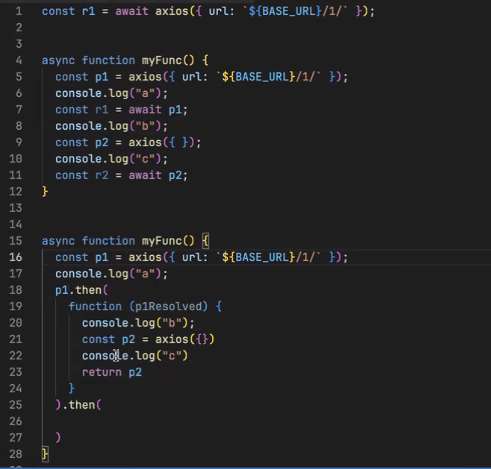 1 const r1 = await axios({ url: `${BASE_URL}/1/` });
2
3
4 async function myFunc() {
5 const p1 = axios({ url: `${BASE_URL}/1/` });
6 console.log("a");
7 const r1 = await p1;
8 console.log("b");
9 const p2 = axios({ });
10 console.log("c");
11 const r2 = await p2;
12 }
13
14
15 async function myFunc() {
16 const p1 = axios({ url: `${BASE_URL}/1/` });
17 console.log("a");
18 p1.then(
19 function (p1Resolved) {
20 console.log("b");
21 const p2 = axios({})
22 console.log("c")
23 return p2
24 }
25 ).then(
26
27 )
28 }